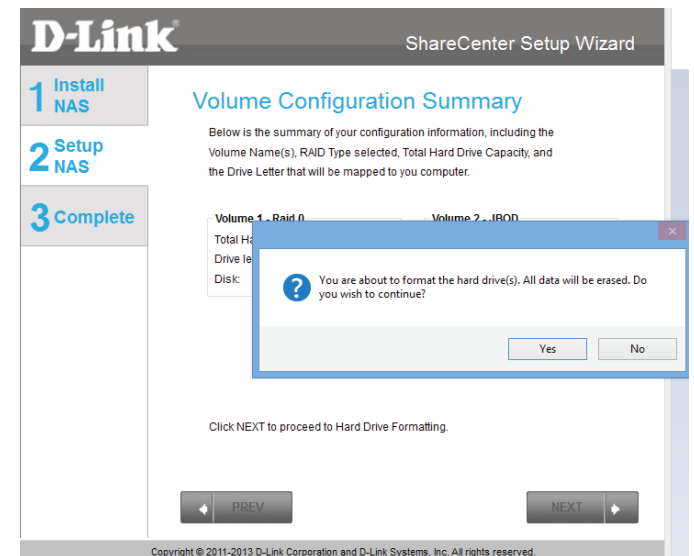 D-Link®
ShareCenter Setup Wizard
1 Install
NAS
2 Setup
NAS
3 Complete
Volume Configuration Summary
Below is the summary of your configuration information, including the
Volume Name(s), RAID Type selected, Total Hard Drive Capacity, and
the Drive Letter that will be mapped to you computer.
Volume 1 - Raid 0
Volume 2 - JBOD
Total
Drive
Disk:
You are about to format the hard drive(s). All data will be erased. Do
you wish to continue?
Yes
No
Click NEXT to proceed to Hard Drive Formatting.
PREV
NEXT
Copyright © 2011-2013 D-Link Corporation and D-Link Systems, Inc. All rights reserved.